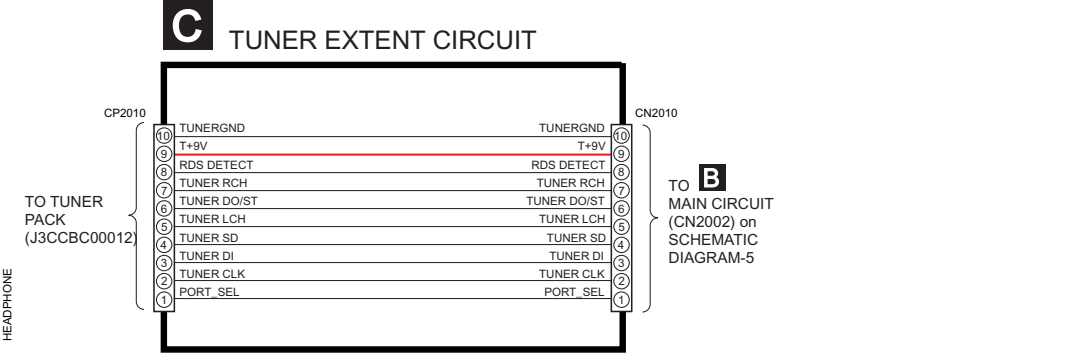 C TUNER EXTENT CIRCUIT
CP2010 CN2010
10 TUNERGND TUNERGND 10
9 T+9V T+9V 9
8 RDS DETECT RDS DETECT 8
7 TUNER RCH TUNER RCH 7
6 TUNER DO/ST TUNER DO/ST 6
5 TUNER LCH TUNER LCH 5
4 TUNER SD TUNER SD 4
3 TUNER DI TUNER DI 3
2 TUNER CLK TUNER CLK 2
1 PORT_SEL PORT_SEL 1
TO TUNER
PACK
(J3CCBC00012)
TO B
MAIN CIRCUIT
(CN2002) on
SCHEMATIC
DIAGRAM-5
HEADPHONE